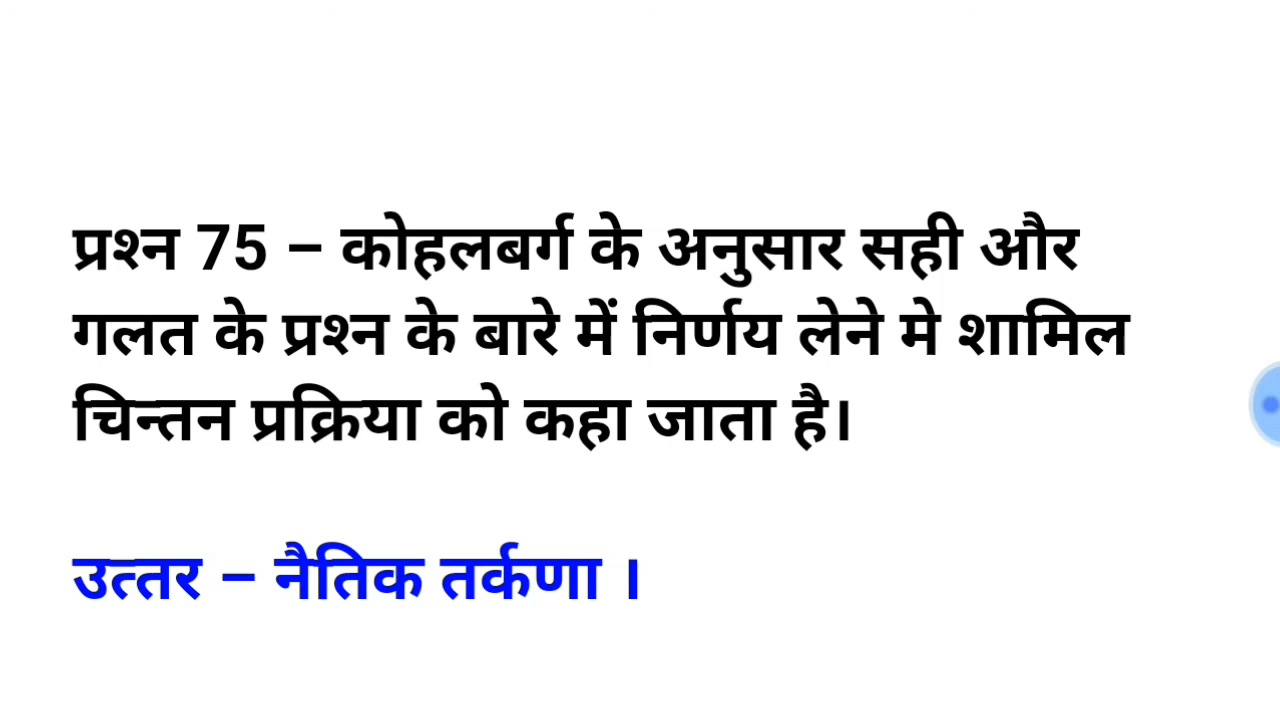 प्रश्न 75 – कोहलबर्ग के अनुसार सही और
गलत के प्रश्न के बारे में निर्णय लेने मे शामिल
चिन्तन प्रक्रिया को कहा जाता है।
उत्तर – नैतिक तर्कणा ।